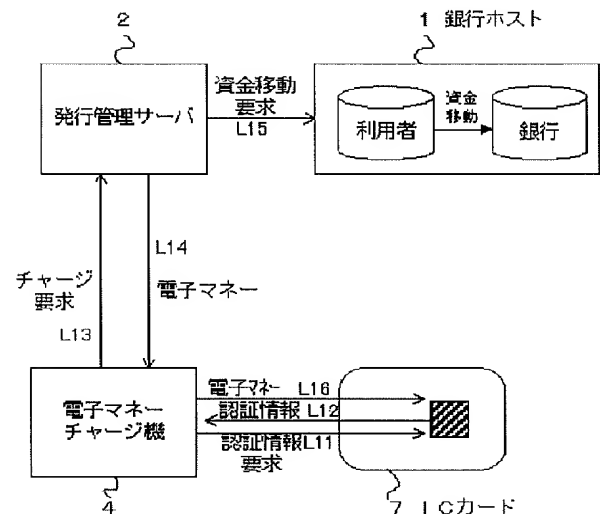 2
1 銀行ホスト
発行管理サーバ
資金移動
要求
L15
利用者
資金
移動
銀行
L14
電子マネー
チャージ
要求
L13
電子マネー
チャージ機
電子マネー L16
認証情報 L12
認証情報L11
要求
4
7 ICカード